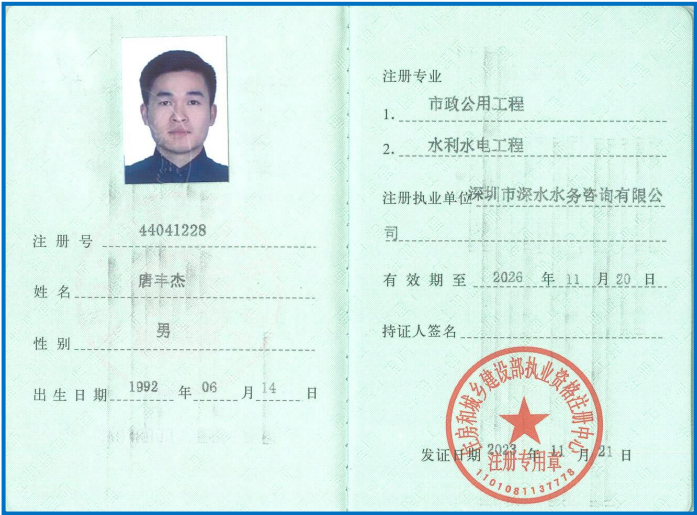 注 册 号 44041228
姓 名 唐丰杰
性 别 男
出 生 日 期 1992 年 06 月 14 日
注册专业
1. 市政公用工程
2. 水利水电工程
注册执业单位 深圳市深水水务咨询有限公
司
有 效 期 至 2026 年 11 月 20 日
持证人签名
住房和城乡建设部执业资格注册中心
发证日期 2023 年 11 月 21 日
注册专用章
1101081137778